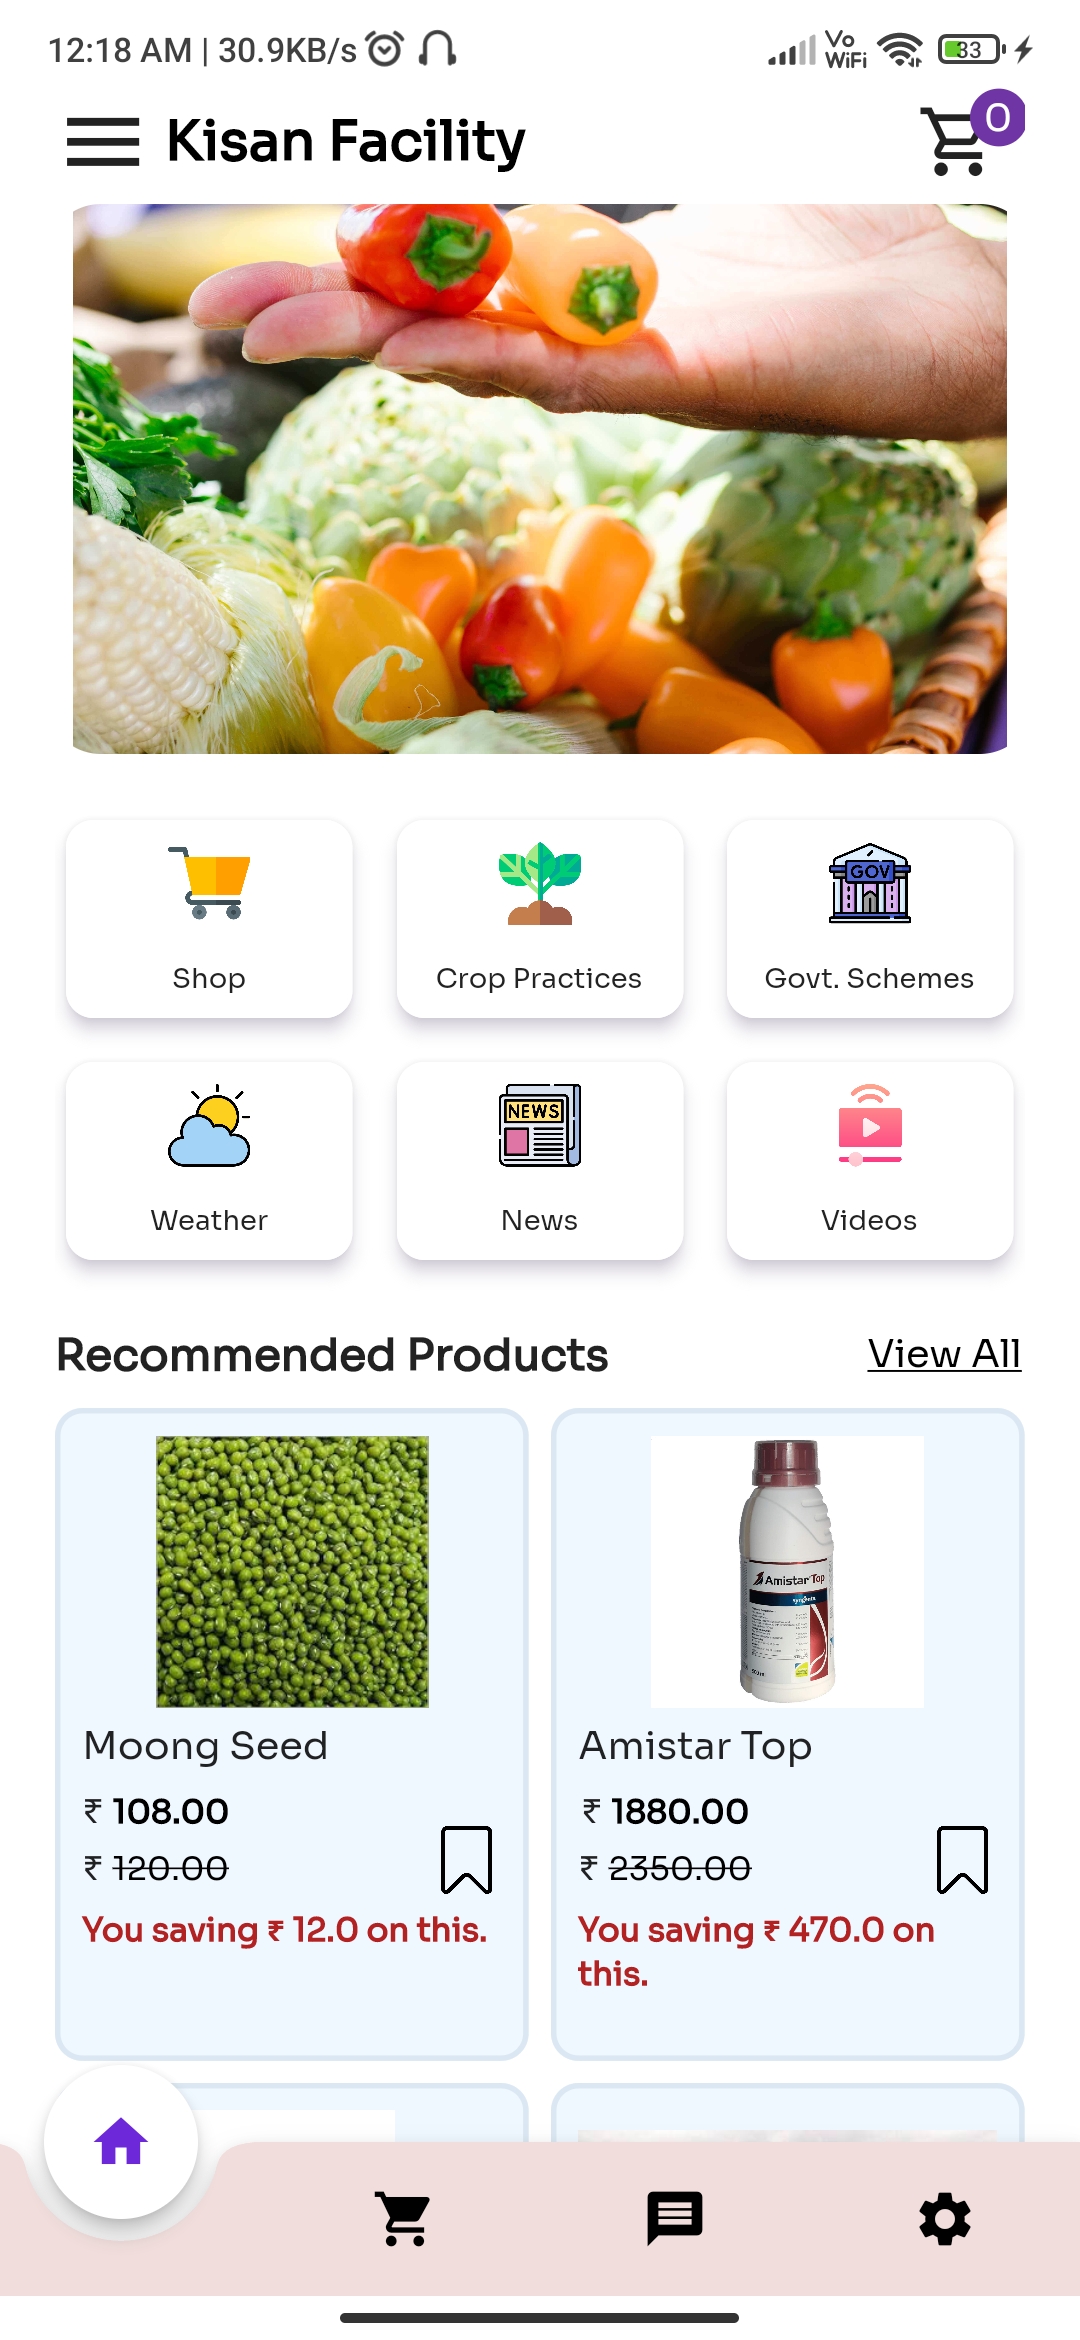 12:18 AM | 30.9KB/s
Vo
WiFi
33
Kisan Facility
0
GOV
Shop
Crop Practices
Govt. Schemes
NEWS
Weather
News
Videos
Recommended Products
View All
Amistar Top
syngenta
Moong Seed
Amistar Top
₹ 108.00
₹ 1880.00
₹ 120.00
₹ 2350.00
You saving ₹ 12.0 on this.
You saving ₹ 470.0 on
this.